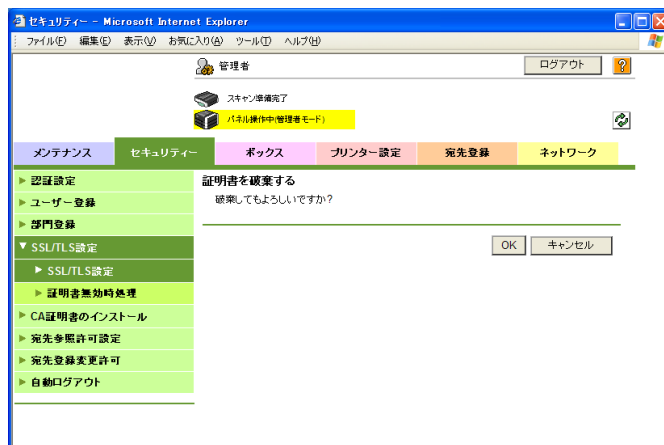 セキュリティー - Microsoft Internet Explorer
ファイル(F) 編集(E) 表示(V) お気に入り(A) ツール(T) ヘルプ(H)
管理者 ログアウト ?
スキャン準備完了
パネル操作中(管理者モード)
メンテナンス セキュリティー ボックス プリンター設定 宛先登録 ネットワーク
認証設定
ユーザー登録
部門登録
SSL/TLS設定
SSL/TLS設定
証明書無効時処理
CA証明書のインストール
宛先参照許可設定
宛先登録変更許可
自動ログアウト
証明書を破棄する
破棄してもよろしいですか?
OK キャンセル